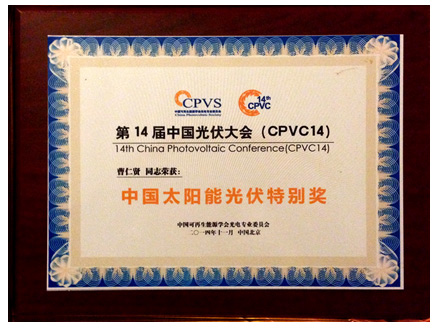 CPVS
China Photovoltaic Society
14th
CPVC
第14届中国光伏大会（CPVC14）
14th China Photovoltaic Conference(CPVC14)
曹仁贤 同志荣获：
中国太阳能光伏特别奖
中国可再生能源学会光电专业委员会
二〇一四年十一月 中国北京